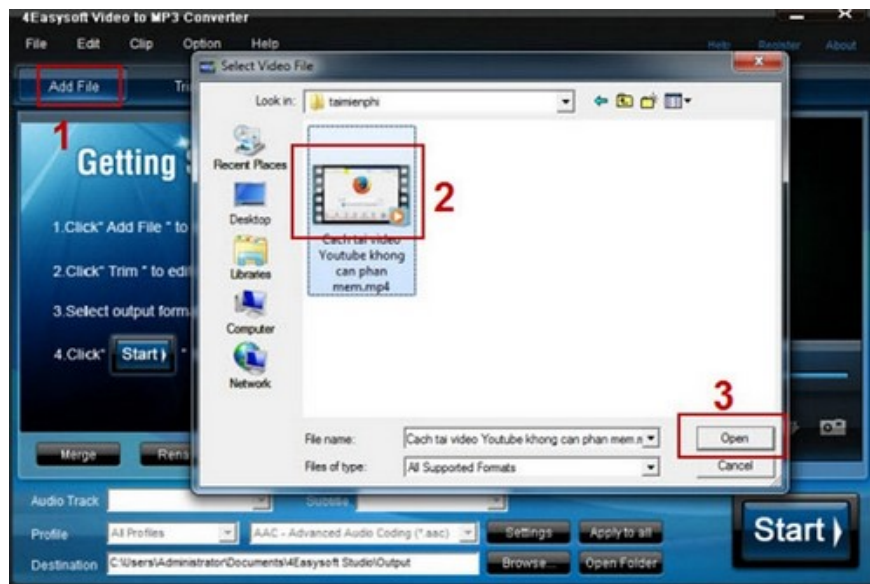 4Easysoft Video to MP3 Converter
File Edit Clip Option Help
Help Register About
Add File
1
Select Video File
Look in: taimienphi
Recent Places
Desktop
Libraries
Computer
Network
2
Cach tai video
Youtube khong
can phan
mem.mp4
Getting
1.Click" Add File " to
2.Click" Trim " to
3.Select output
4.Click" Start "
3
File name: Cach tai video Youtube khong can phan mem
Open
Files of type: All Supported Formats
Cancel
Merge
Audio Track
Profile All Profiles AAC - Advanced Audio Coding (*.aac) Settings Apply to all
Start
Destination C:\Users\Administrator\Documents\4Easysoft Studio\Output Browse... Open Folder